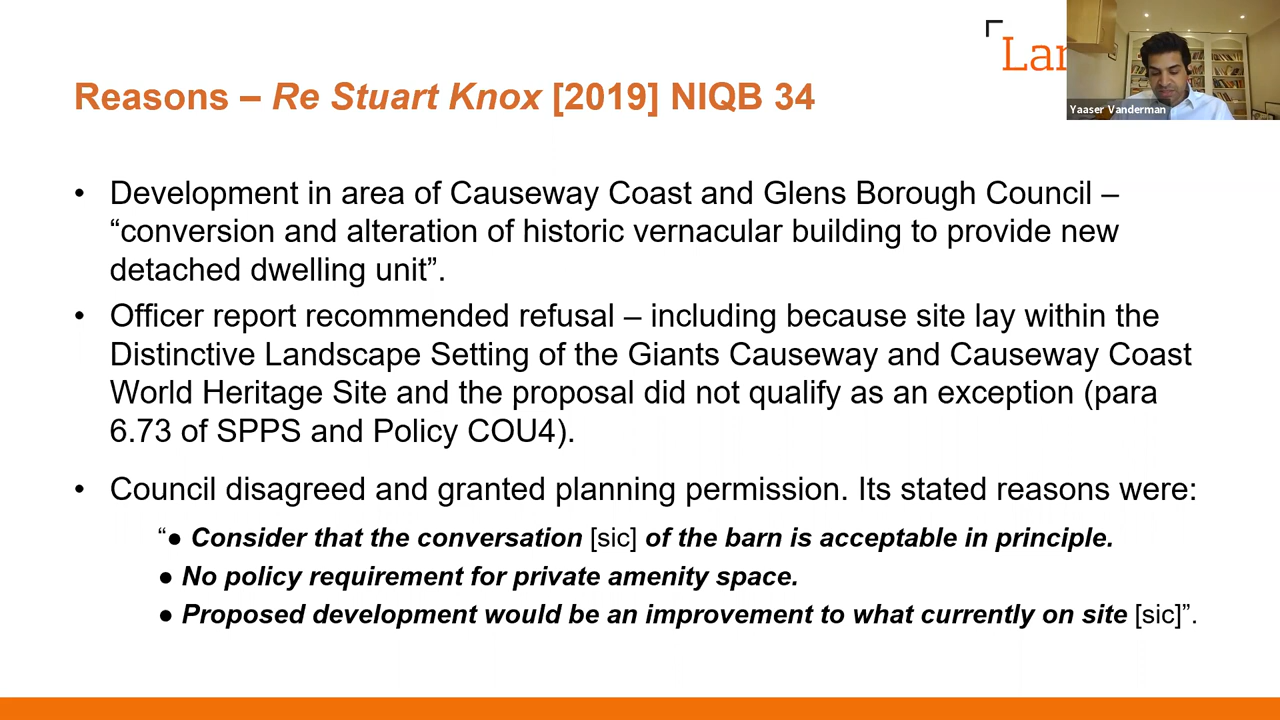 Lan
Yaaser Vanderman
Reasons – Re Stuart Knox [2019] NIQB 34
• Development in area of Causeway Coast and Glens Borough Council –
“conversion and alteration of historic vernacular building to provide new
detached dwelling unit”.
• Officer report recommended refusal – including because site lay within the
Distinctive Landscape Setting of the Giants Causeway and Causeway Coast
World Heritage Site and the proposal did not qualify as an exception (para
6.73 of SPPS and Policy COU4).
• Council disagreed and granted planning permission. Its stated reasons were:
“● Consider that the conversation [sic] of the barn is acceptable in principle.
● No policy requirement for private amenity space.
● Proposed development would be an improvement to what currently on site [sic]”.